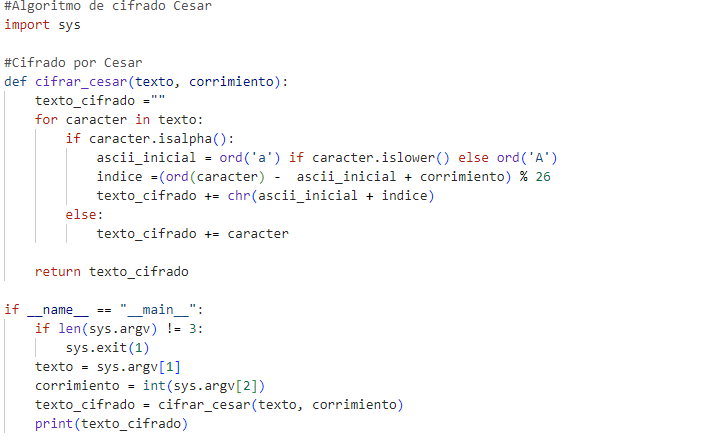 #Algoritmo de cifrado Cesar
import sys

#Cifrado por Cesar
def cifrar_cesar(texto, corrimiento):
    texto_cifrado =""
    for caracter in texto:
        if caracter.isalpha():
            ascii_inicial = ord('a') if caracter.islower() else ord('A')
            indice =(ord(caracter) -  ascii_inicial + corrimiento) % 26
            texto_cifrado += chr(ascii_inicial + indice)
        else:
            texto_cifrado += caracter

    return texto_cifrado

if __name__ == "__main__":
    if len(sys.argv) != 3:
        sys.exit(1)
    texto = sys.argv[1]
    corrimiento = int(sys.argv[2])
    texto_cifrado = cifrar_cesar(texto, corrimiento)
    print(texto_cifrado)